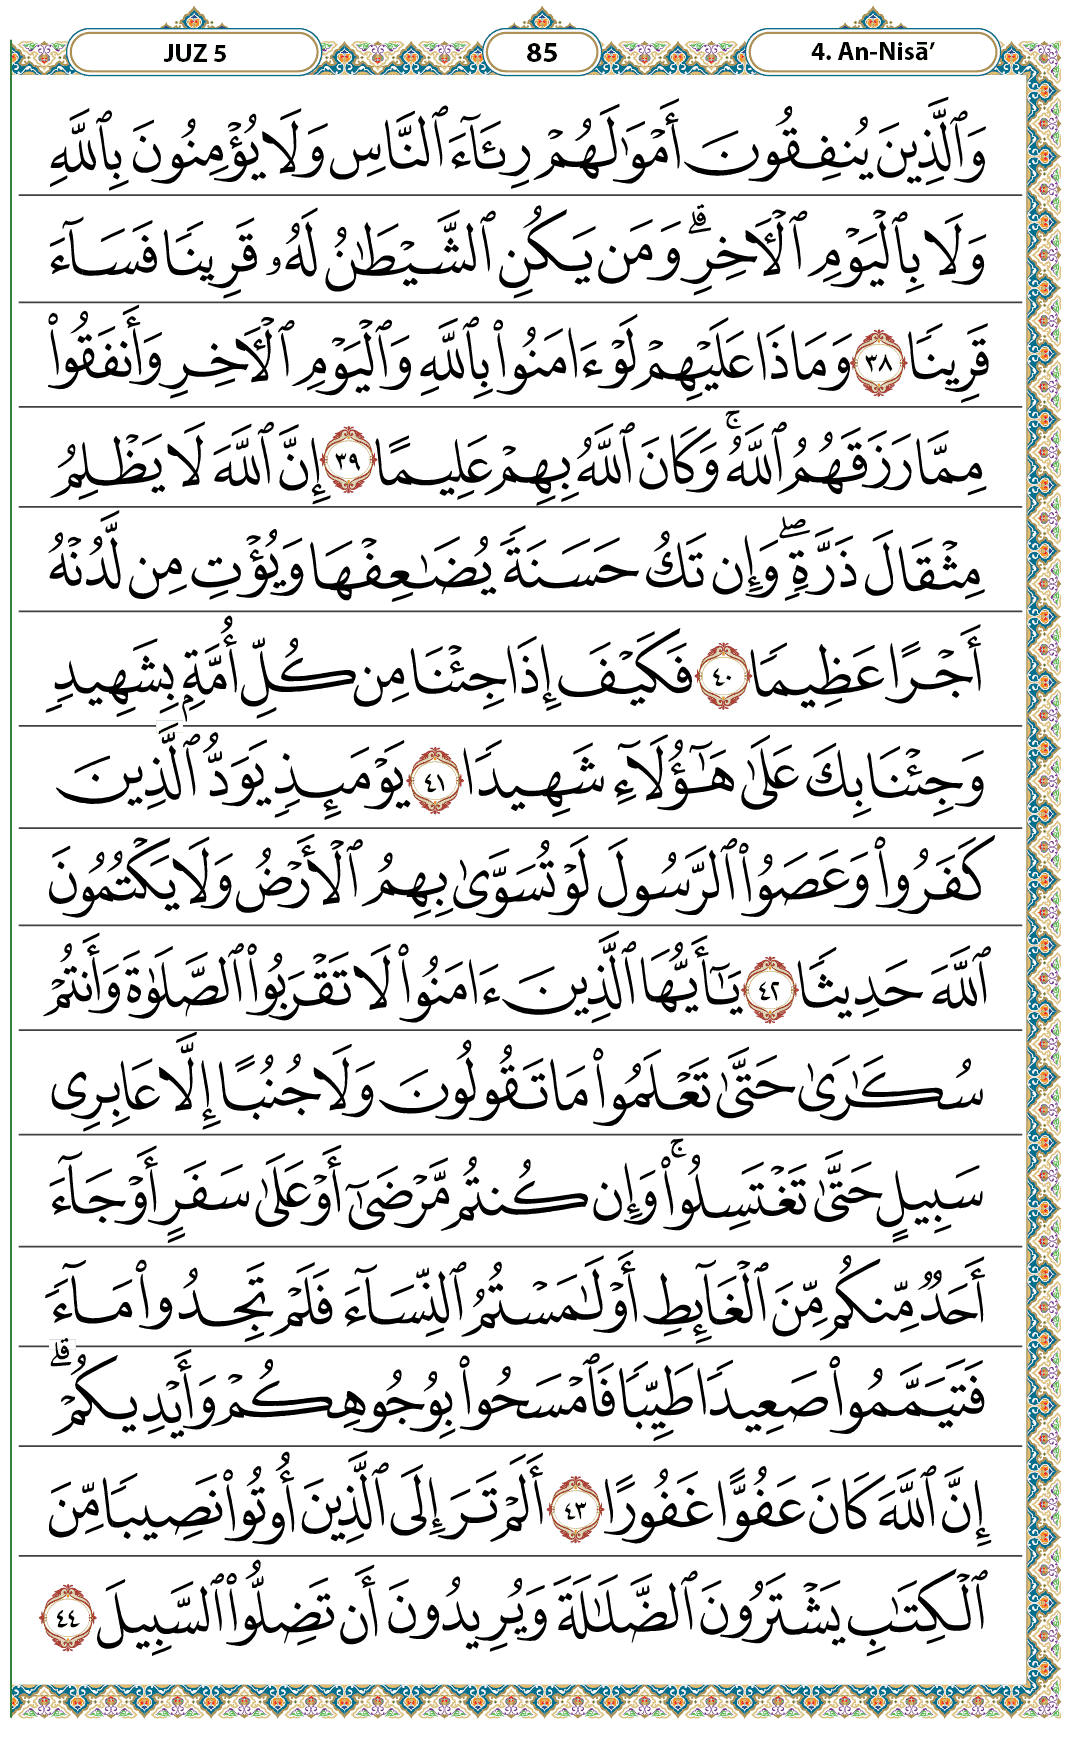 JUZ 5 85 4. An-Nisā’
وَٱلَّذِينَ يُنفِقُونَ أَمْوَٰلَهُمْ رِئَآءَ ٱلنَّاسِ وَلَا يُؤْمِنُونَ بِٱللَّهِ
وَلَا بِٱلْيَوْمِ ٱلْأَخِرِ ۗ وَمَن يَكُنِ ٱلشَّيْطَٰنُ لَهُۥ قَرِينًا فَسَآءَ
قَرِينًا ٣٨ وَمَاذَا عَلَيْهِمْ لَوْ ءَامَنُوا۟ بِٱللَّهِ وَٱلْيَوْمِ ٱلْأَخِرِ وَأَنفَقُوا۟
مِمَّا رَزَقَهُمُ ٱللَّهُ ۚ وَكَانَ ٱللَّهُ بِهِمْ عَلِيمًا ٣٩ إِنَّ ٱللَّهَ لَا يَظْلِمُ
مِثْقَالَ ذَرَّةٍ ۖ وَإِن تَكُ حَسَنَةً يُضَٰعِفْهَا وَيُؤْتِ مِن لَّدُنْهُ
أَجْرًا عَظِيمًا ٤٠ فَكَيْفَ إِذَا جِئْنَا مِن كُلِّ أُمَّةٍۭ بِشَهِيدٍ
وَجِئْنَا بِكَ عَلَىٰ هَٰٓؤُلَآءِ شَهِيدًا ٤١ يَوْمَئِذٍ يَوَدُّ ٱلَّذِينَ
كَفَرُوا۟ وَعَصَوُا۟ ٱلرَّسُولَ لَوْ تُسَوَّىٰ بِهِمُ ٱلْأَرْضُ وَلَا يَكْتُمُونَ
ٱللَّهَ حَدِيثًا ٤٢ يَٰٓأَيُّهَا ٱلَّذِينَ ءَامَنُوا۟ لَا تَقْرَبُوا۟ ٱلصَّلَوٰةَ وَأَنتُمْ
سُكَٰرَىٰ حَتَّىٰ تَعْلَمُوا۟ مَا تَقُولُونَ وَلَا جُنُبًا إِلَّا عَابِرِى
سَبِيلٍ حَتَّىٰ تَغْتَسِلُوا۟ ۚ وَإِن كُنتُم مَّرْضَىٰٓ أَوْ عَلَىٰ سَفَرٍ أَوْ جَآءَ
أَحَدٌ مِّنكُم مِّنَ ٱلْغَآئِطِ أَوْ لَٰمَسْتُمُ ٱلنِّسَآءَ فَلَمْ تَجِدُوا۟ مَآءً
فَتَيَمَّمُوا۟ صَعِيدًا طَيِّبًا فَٱمْسَحُوا۟ بِوُجُوهِكُمْ وَأَيْدِيكُمْ ۗ
إِنَّ ٱللَّهَ كَانَ عَفُوًّا غَفُورًا ٤٣ أَلَمْ تَرَ إِلَى ٱلَّذِينَ أُوتُوا۟ نَصِيبًا مِّنَ
ٱلْكِتَٰبِ يَشْتَرُونَ ٱلضَّلَٰلَةَ وَيُرِيدُونَ أَن تَضِلُّوا۟ ٱلسَّبِيلَ ٤٤